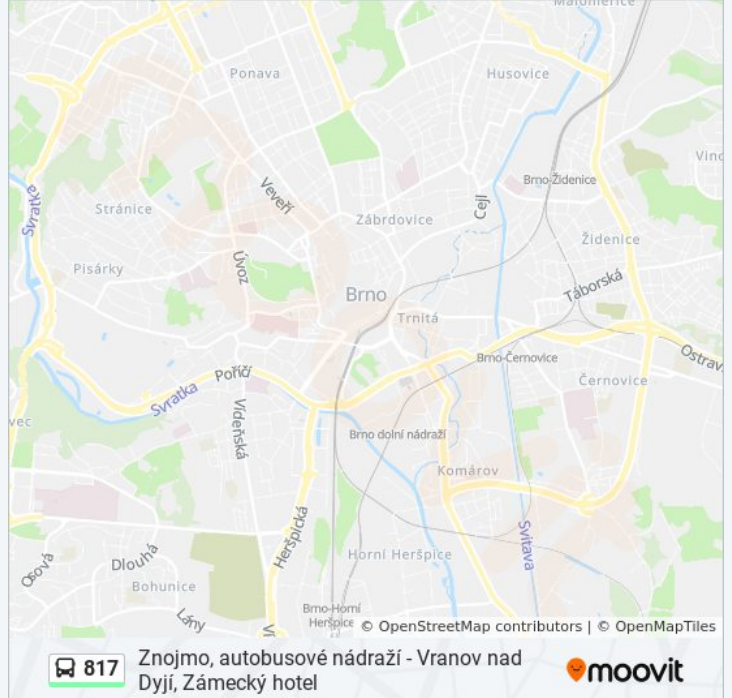 Maloměřice
Ponava
Husovice
Vino
Veveří
Brno-Židenice
Svratka
Stránice
Cejl
Zábrdovice
Židenice
Úvoz
Pisárky
Táborská
Brno
Trnitá
Brno-Černovice
Ostrav
Poříčí
Černovice
Svratka
vec
Vídeňská
Brno dolní nádraží
Komárov
Heršpická
Svitava
Horní Heršpice
Osová
Dlouhá
Bohunice
Lány
Brno-Horní
Heršpice
Ví
© OpenStreetMap contributors | © OpenMapTiles
817
Znojmo, autobusové nádraží - Vranov nad
Dyjí, Zámecký hotel
moovit